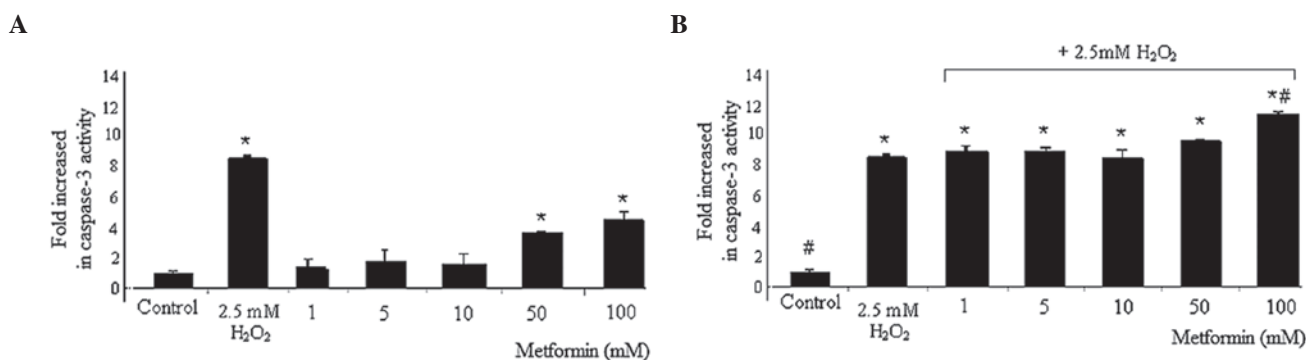 A
Fold increased
in caspase-3 activity
14
12
10
8
6
4
2
0
*
*
*
Control
2.5 mM
H₂O₂
1
5
10
50
100
Metformin (mM)
B
+ 2.5mM H₂O₂
Fold increased
in caspase-3 activity
14
12
10
8
6
4
2
0
#
*
*
*
*
*
*#
Control
2.5 mM
H₂O₂
1
5
10
50
100
Metformin (mM)